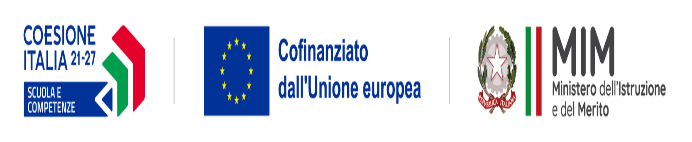 COESIONE
ITALIA 21-27
SCUOLA E
COMPETENZE
Cofinanziato
dall'Unione europea
MIM
Ministero dell'Istruzione
e del Merito